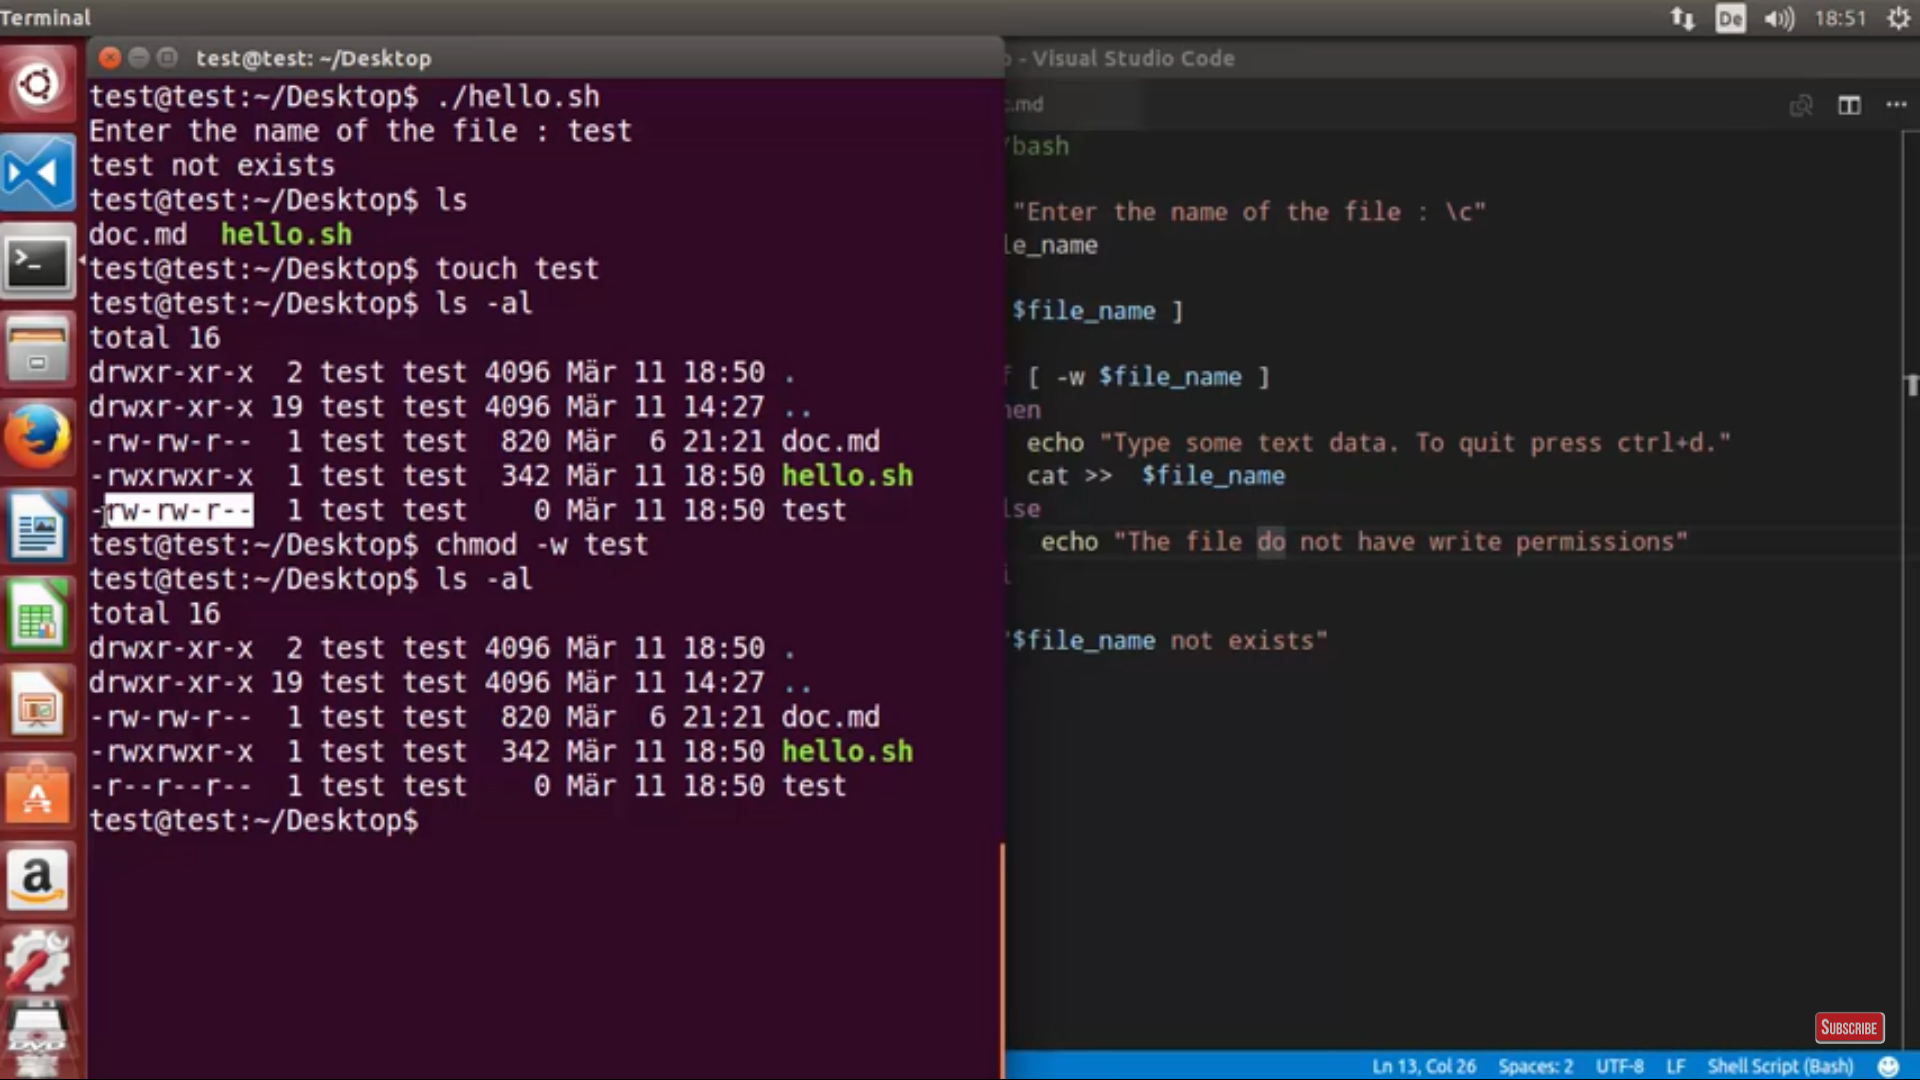 Terminal
De
18:51
test@test: ~/Desktop
test@test:~/Desktop$ ./hello.sh
Enter the name of the file : test
test not exists
test@test:~/Desktop$ ls
doc.md  hello.sh
test@test:~/Desktop$ touch test
test@test:~/Desktop$ ls -al
total 16
drwxr-xr-x  2 test test 4096 Mär 11 18:50 .
drwxr-xr-x 19 test test 4096 Mär 11 14:27 ..
-rw-rw-r--  1 test test  820 Mär  6 21:21 doc.md
-rwxrwxr-x  1 test test  342 Mär 11 18:50 hello.sh
-rw-rw-r--  1 test test    0 Mär 11 18:50 test
test@test:~/Desktop$ chmod -w test
test@test:~/Desktop$ ls -al
total 16
drwxr-xr-x  2 test test 4096 Mär 11 18:50 .
drwxr-xr-x 19 test test 4096 Mär 11 14:27 ..
-rw-rw-r--  1 test test  820 Mär  6 21:21 doc.md
-rwxrwxr-x  1 test test  342 Mär 11 18:50 hello.sh
-r--r--r--  1 test test    0 Mär 11 18:50 test
test@test:~/Desktop$
- Visual Studio Code
.md
/bash
"Enter the name of the file : \c"
le_name
$file_name ]
[ -w $file_name ]
hen
echo "Type some text data. To quit press ctrl+d."
cat >>  $file_name
lse
echo "The file do not have write permissions"
"$file_name not exists"
Ln 13, Col 26
Spaces: 2
UTF-8
LF
Shell Script (Bash)
SUBSCRIBE
a
DVD